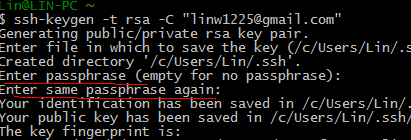 Lin@LIN-PC ~
$ ssh-keygen -t rsa -C "linw1225@gmail.com"
Generating public/private rsa key pair.
Enter file in which to save the key (/c/Users/Lin/.
Created directory '/c/Users/Lin/.ssh'.
Enter passphrase (empty for no passphrase):
Enter same passphrase again:
Your identification has been saved in /c/Users/Lin/.
Your public key has been saved in /c/Users/Lin/.ssh/
The key fingerprint is: